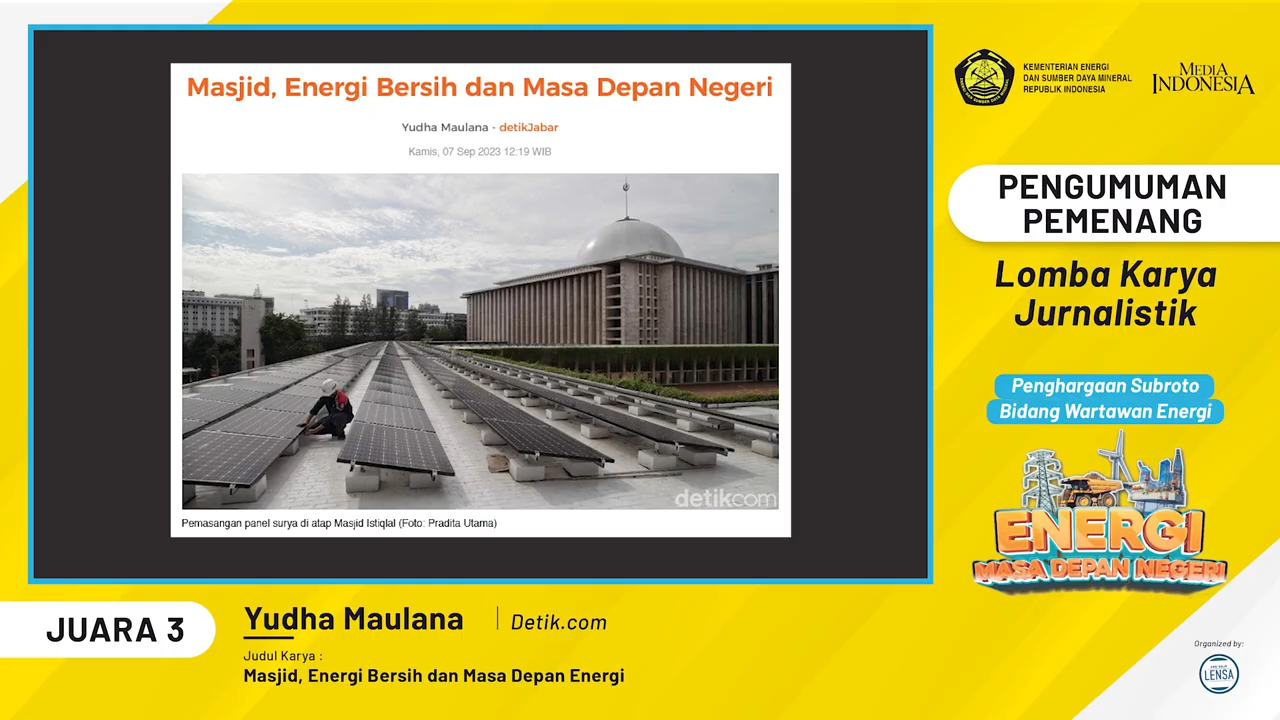 Masjid, Energi Bersih dan Masa Depan Negeri
Yudha Maulana - detikJabar
Kamis, 07 Sep 2023 12:19 WIB
detikcom
Pemasangan panel surya di atap Masjid Istiqlal (Foto: Pradita Utama)
KEMENTERIAN ENERGI
DAN SUMBER DAYA MINERAL
REPUBLIK INDONESIA
MEDIA
INDONESIA
PENGUMUMAN
PEMENANG
Lomba Karya
Jurnalistik
Penghargaan Subroto
Bidang Wartawan Energi
ENERGI
MASA DEPAN NEGERI
JUARA 3
Yudha Maulana | Detik.com
Judul Karya :
Masjid, Energi Bersih dan Masa Depan Energi
Organized by:
LENSA